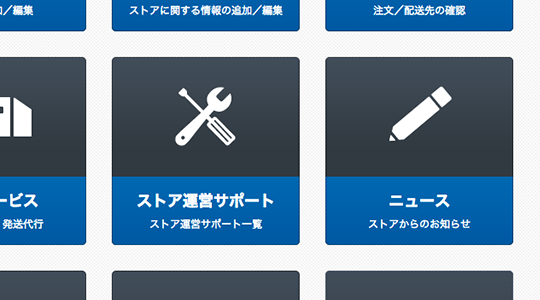 ロ／編集
ストアに関する情報の追加／編集
注文／配送先の確認
ービス
発送代行
ストア運営サポート
ストア運営サポート一覧
ニュース
ストアからのお知らせ